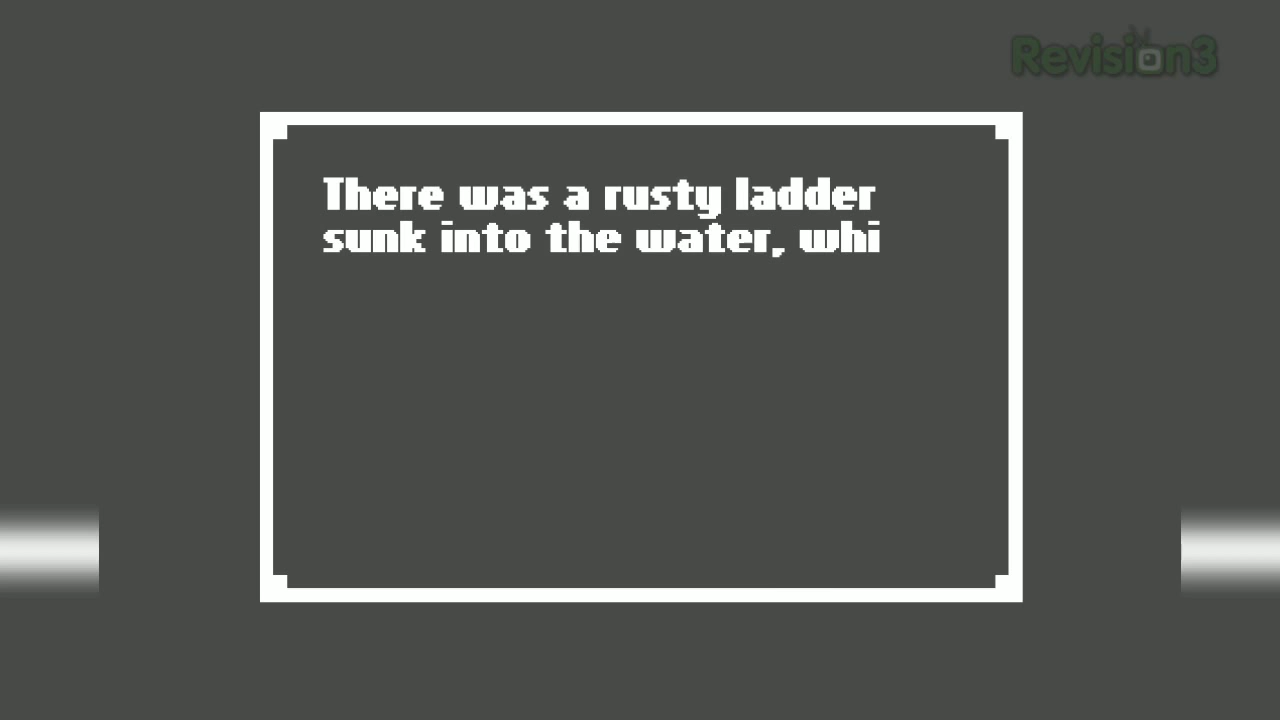 Revision3
There was a rusty ladder
sunk into the water, whi